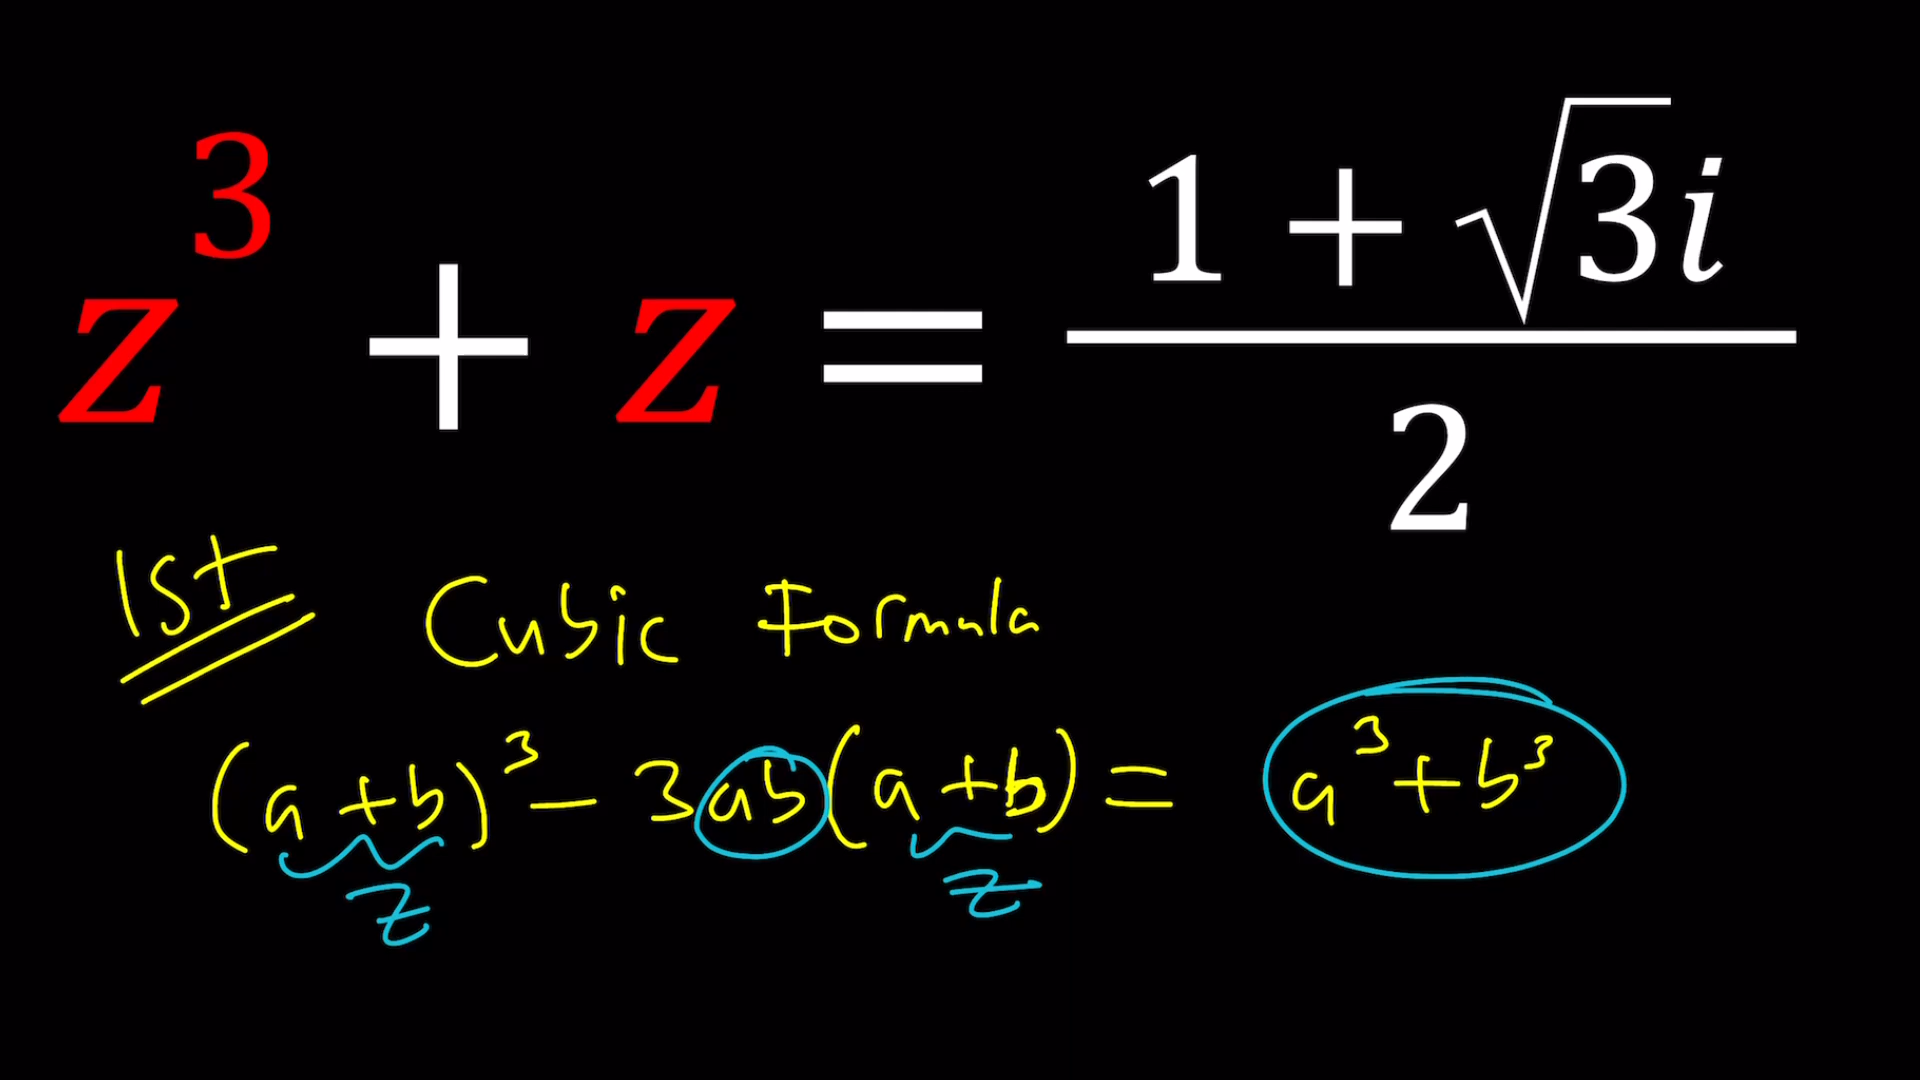 z³ + z = (1 + √3i)/2
1st Cubic Formula
(a + b)³ − 3ab(a + b) = a³ + b³
z z